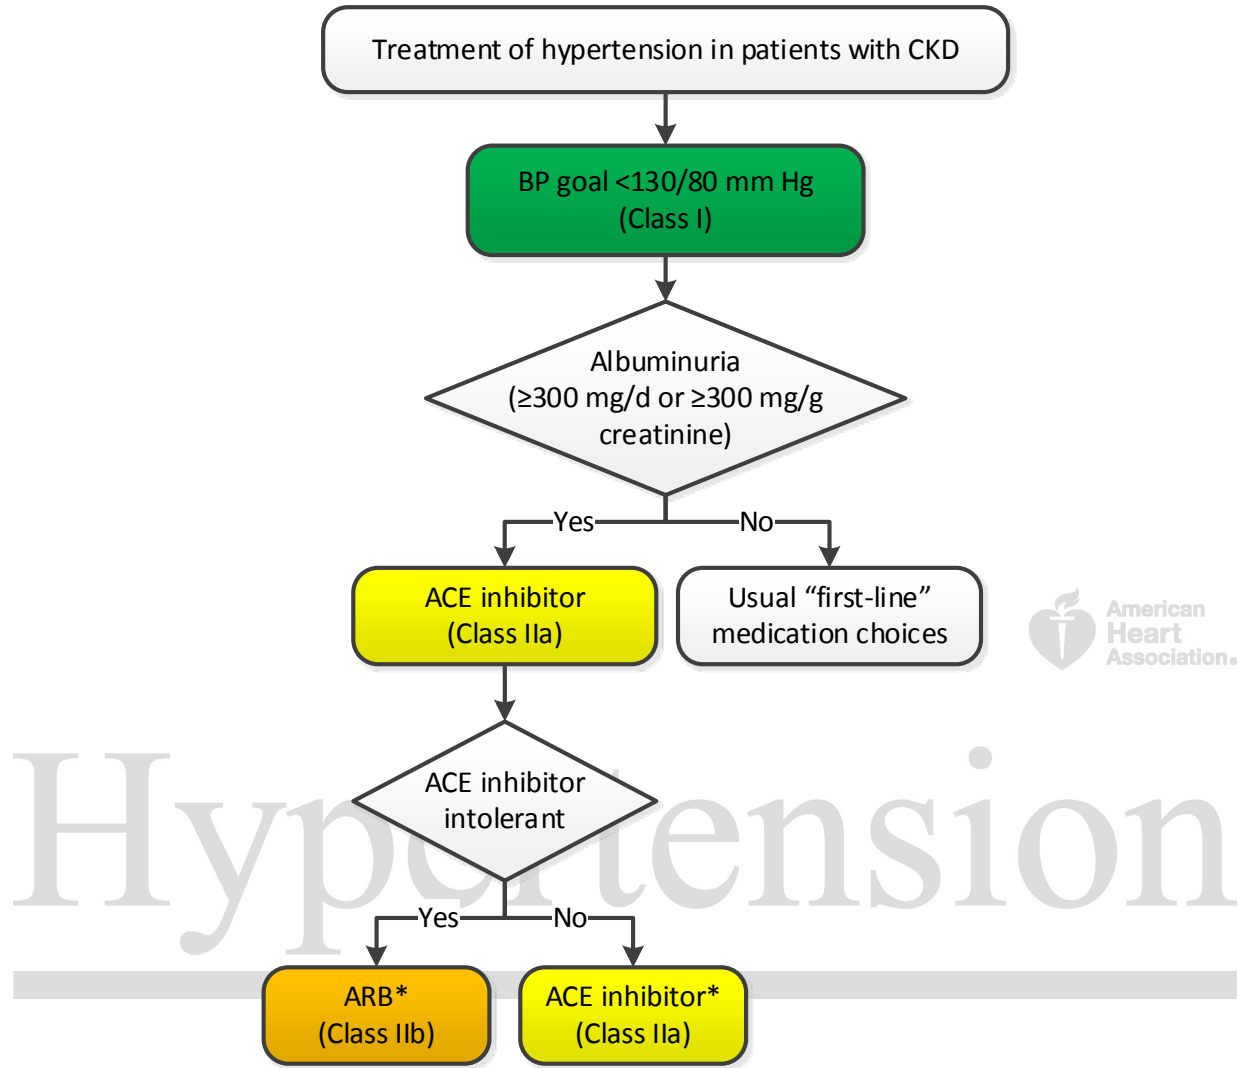 Treatment of hypertension in patients with CKD
BP goal <130/80 mm Hg
(Class I)
Albuminuria
(≥300 mg/d or ≥300 mg/g
creatinine)
Yes
No
ACE inhibitor
(Class IIa)
Usual “first-line”
medication choices
American
Heart
Association.
ACE inhibitor
intolerant
Hypertension
Yes
No
ARB*
(Class IIb)
ACE inhibitor*
(Class IIa)